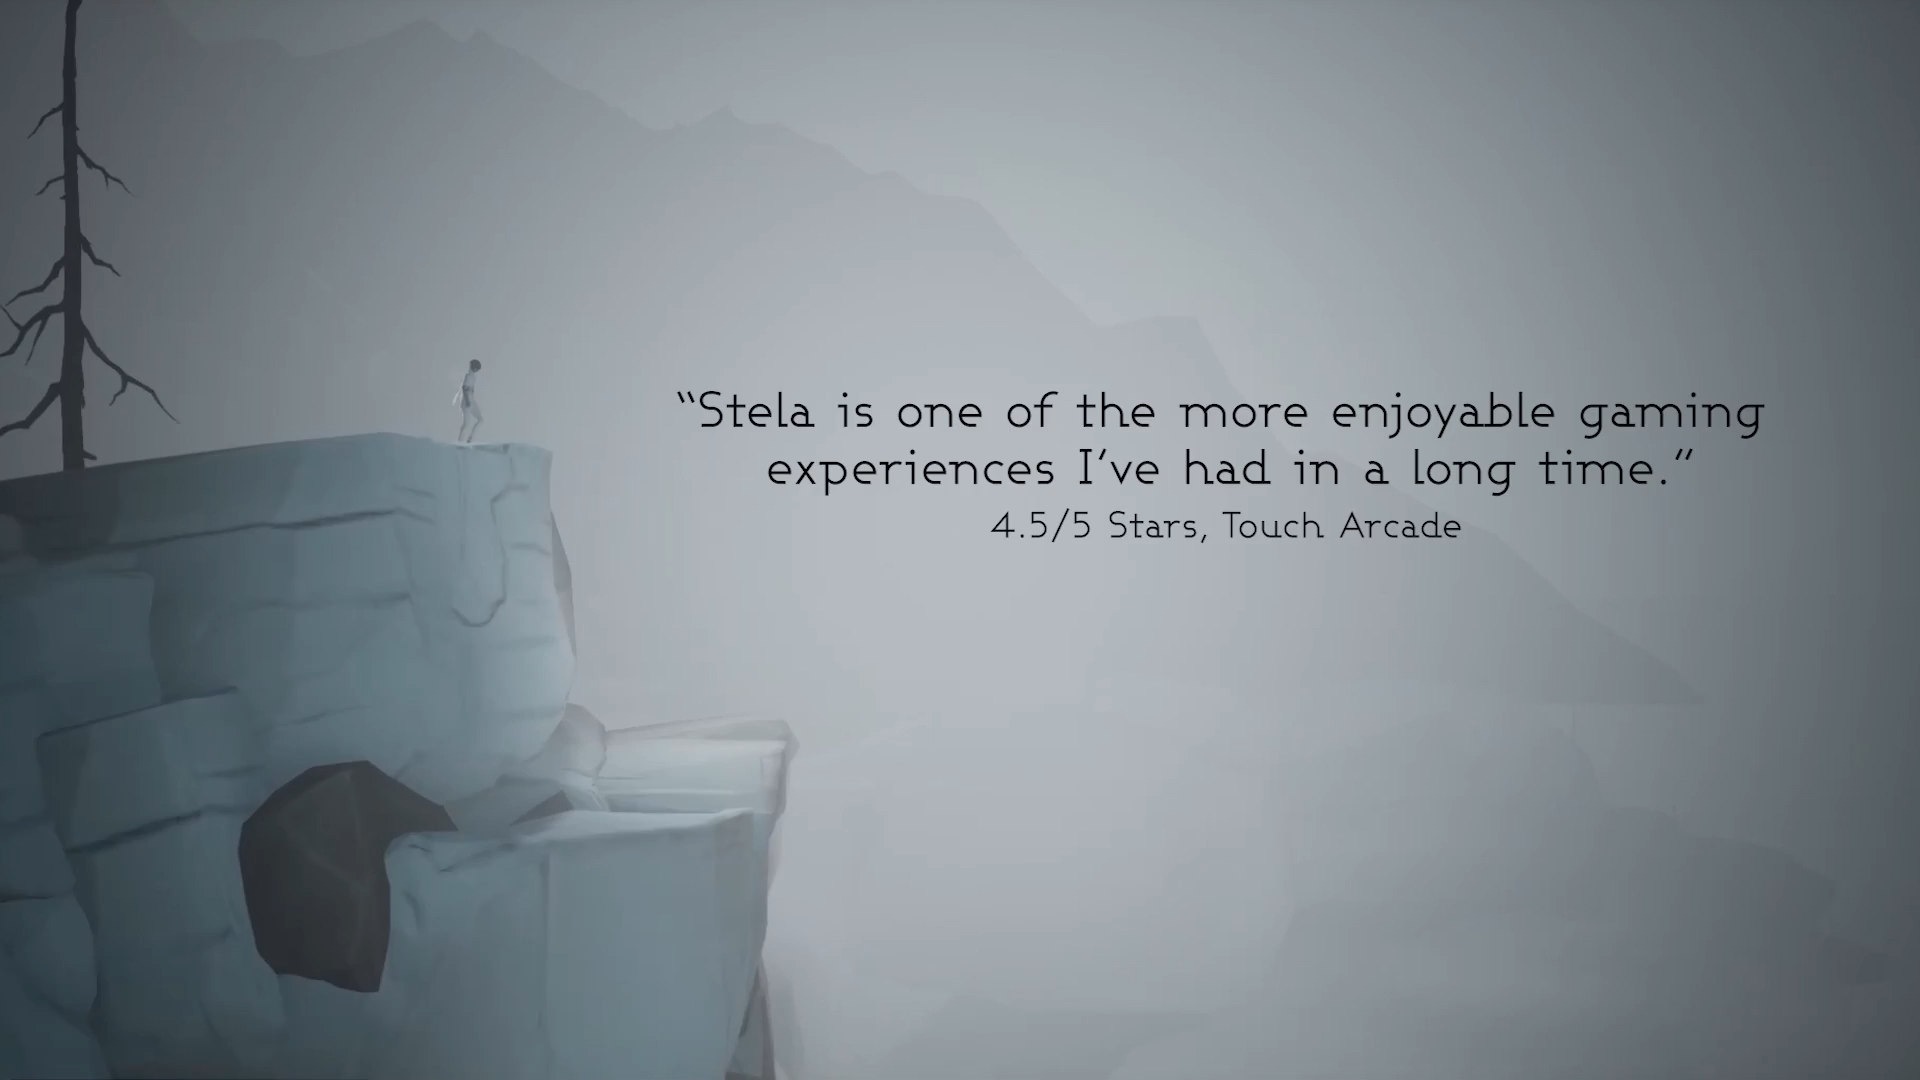 “Stela is one of the more enjoyable gaming
experiences I’ve had in a long time.”
4.5/5 Stars, Touch Arcade